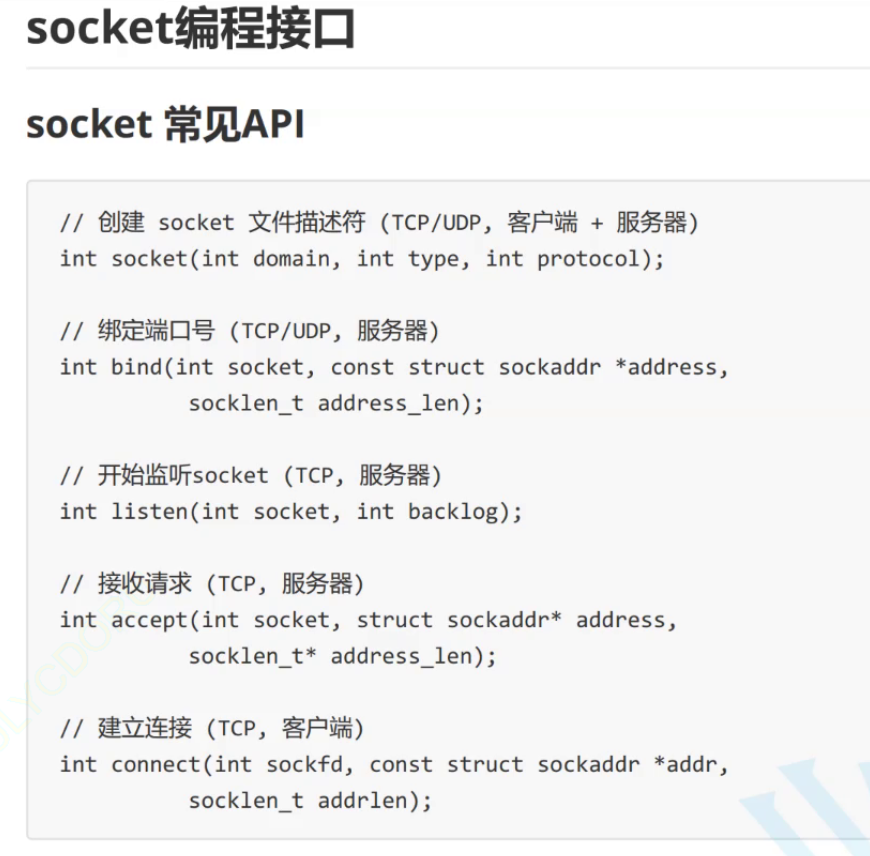 socket编程接口
socket 常见API
// 创建 socket 文件描述符 (TCP/UDP, 客户端 + 服务器)
int socket(int domain, int type, int protocol);
// 绑定端口号 (TCP/UDP, 服务器)
int bind(int socket, const struct sockaddr *address,
socklen_t address_len);
// 开始监听socket (TCP, 服务器)
int listen(int socket, int backlog);
// 接收请求 (TCP, 服务器)
int accept(int socket, struct sockaddr* address,
socklen_t* address_len);
// 建立连接 (TCP, 客户端)
int connect(int sockfd, const struct sockaddr *addr,
socklen_t addrlen);